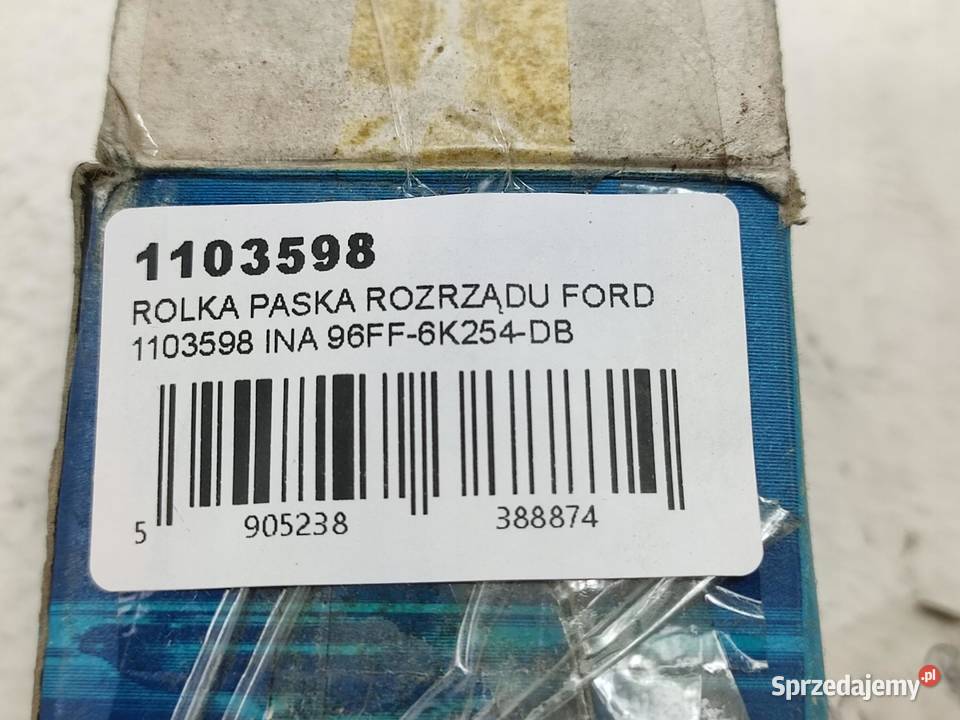 1103598
ROLKA PASKA ROZRZĄDU FORD
1103598 INA 96FF-6K254-DB
5 905238 388874
Sprzedajemy.pl